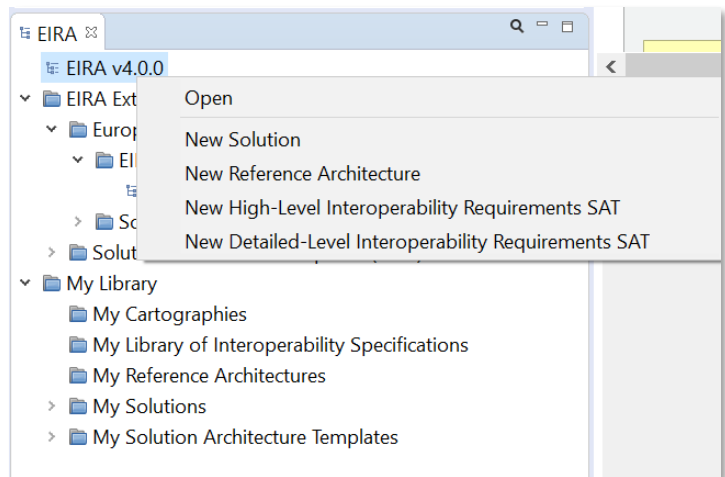 EIRA
EIRA v4.0.0
EIRA Ext
Open
Europ
New Solution
EI
New Reference Architecture
New High-Level Interoperability Requirements SAT
So
New Detailed-Level Interoperability Requirements SAT
Solut
My Library
My Cartographies
My Library of Interoperability Specifications
My Reference Architectures
My Solutions
My Solution Architecture Templates